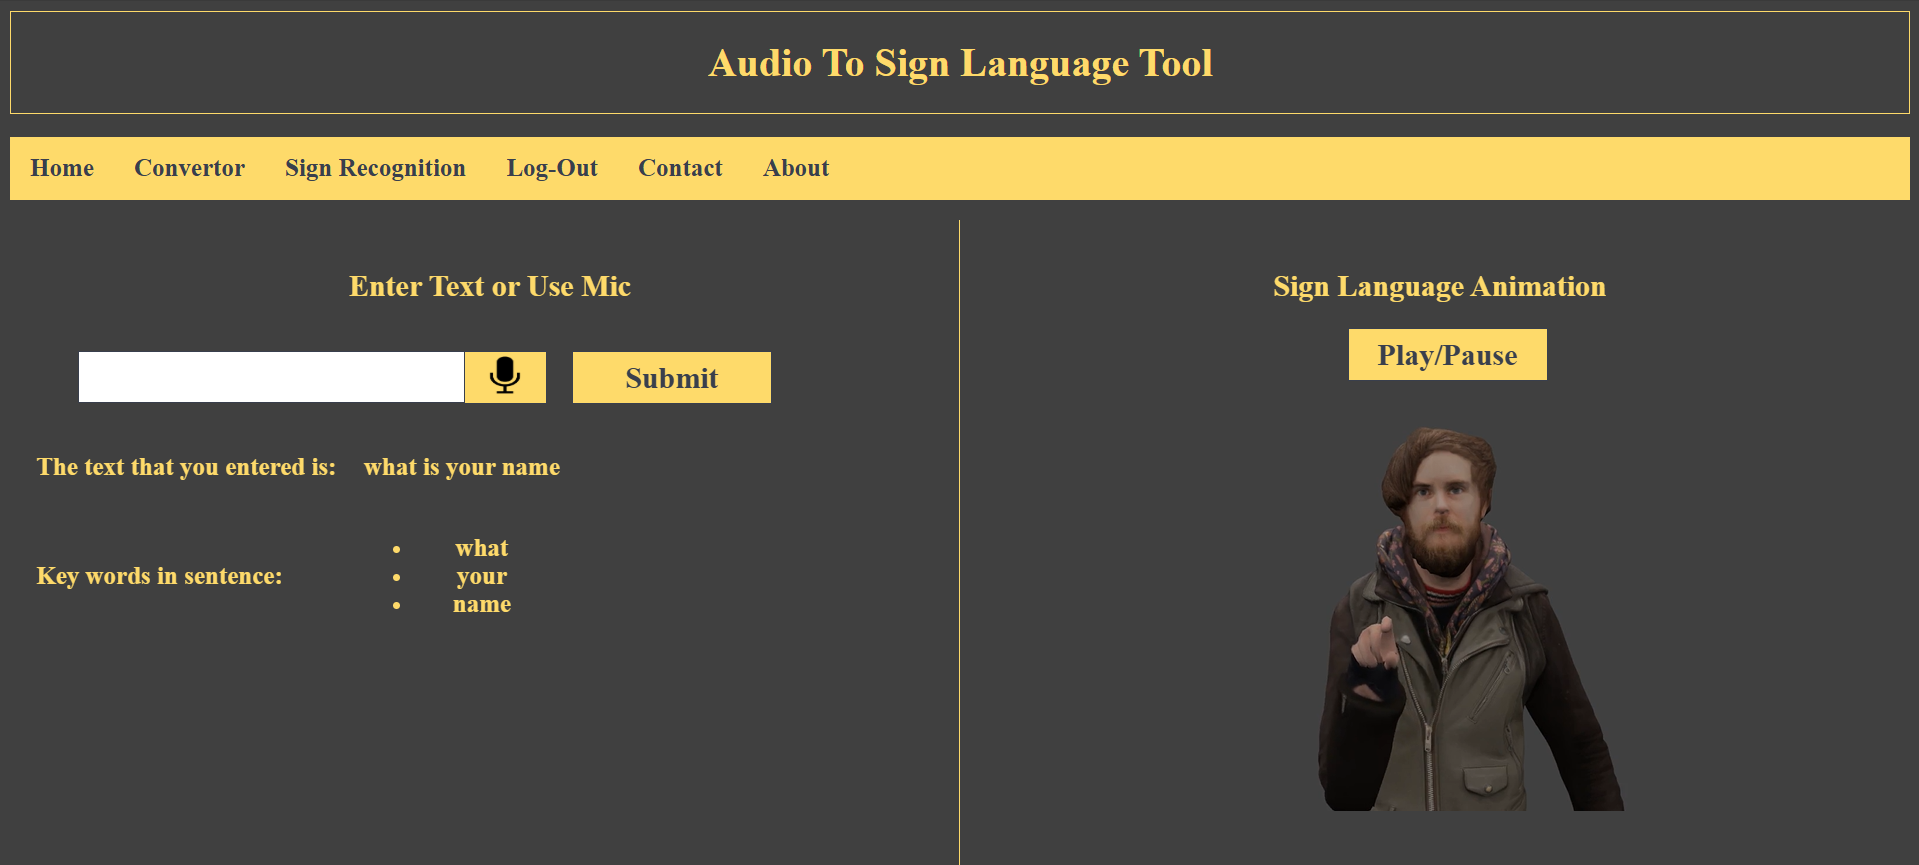 Audio To Sign Language Tool
Home Convertor Sign Recognition Log-Out Contact About
Enter Text or Use Mic
Submit
The text that you entered is: what is your name
Key words in sentence:
• what
• your
• name
Sign Language Animation
Play/Pause